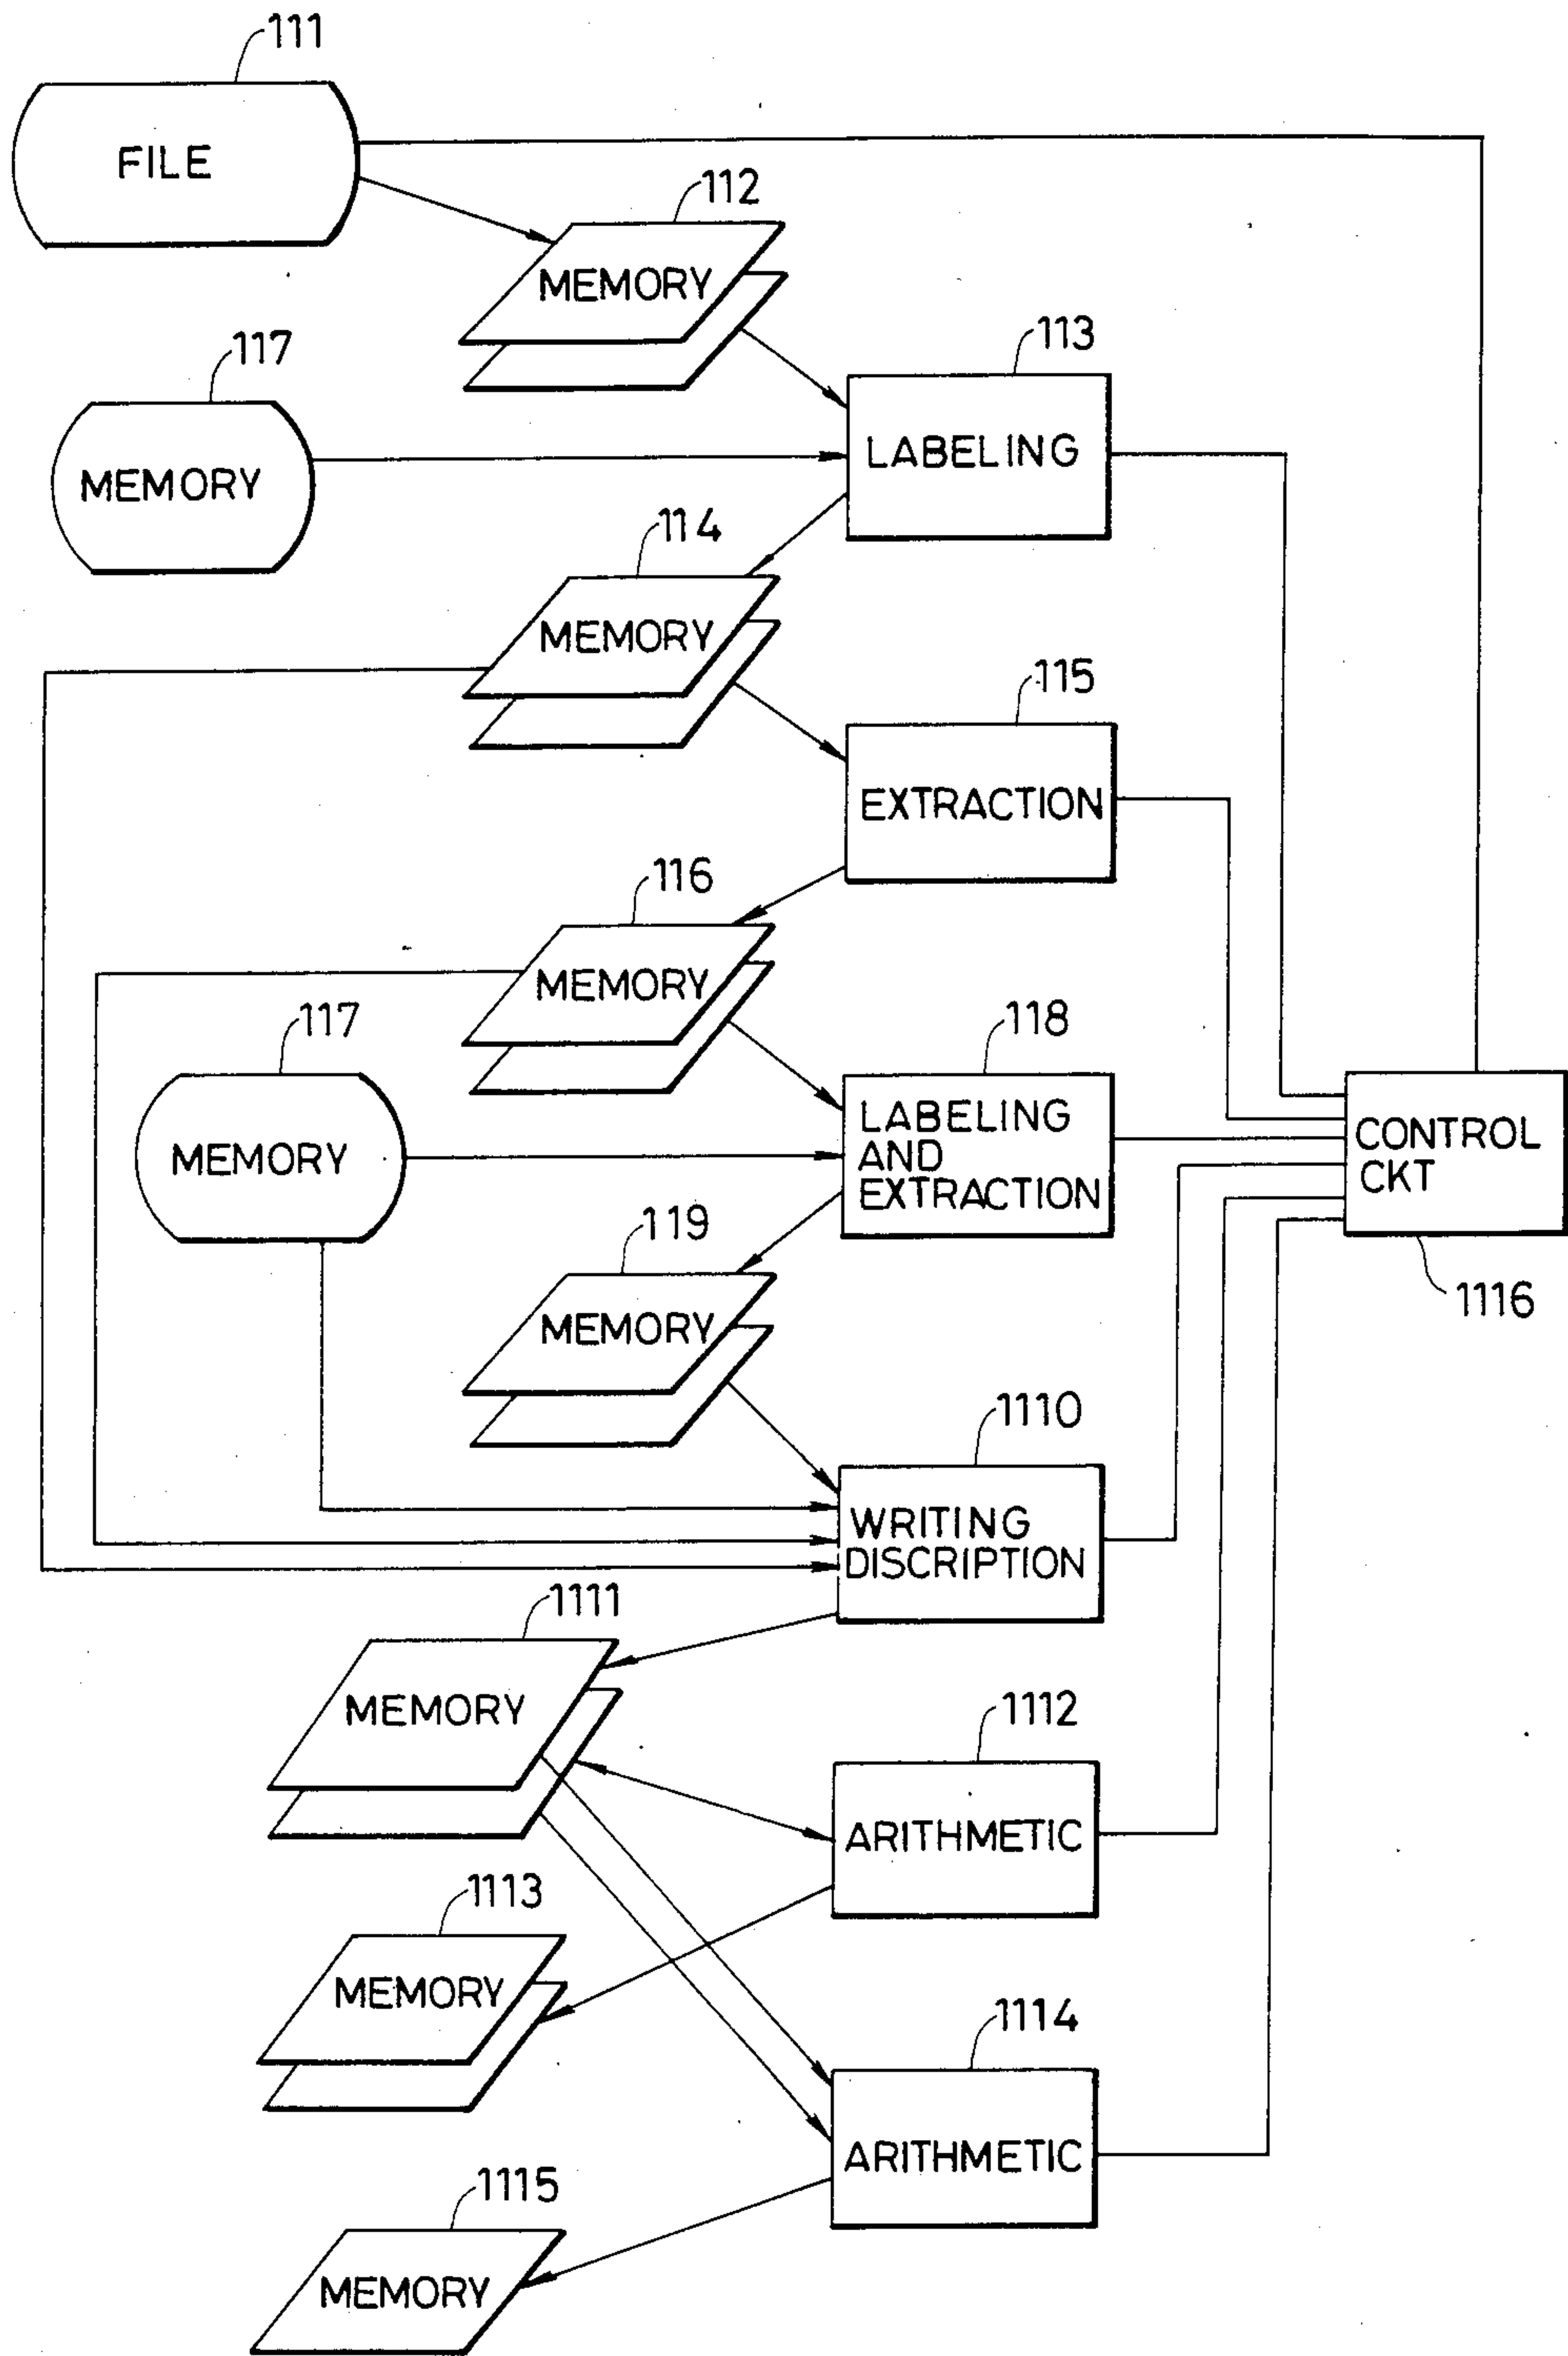 111
FILE
112
MEMORY
117
MEMORY
113
LABELING
114
MEMORY
115
EXTRACTION
116
MEMORY
117
MEMORY
118
LABELING
AND
EXTRACTION
CONTROL
CKT
1116
119
MEMORY
1110
WRITING
DISCRIPTION
1111
MEMORY
1112
ARITHMETIC
1113
MEMORY
1114
ARITHMETIC
1115
MEMORY